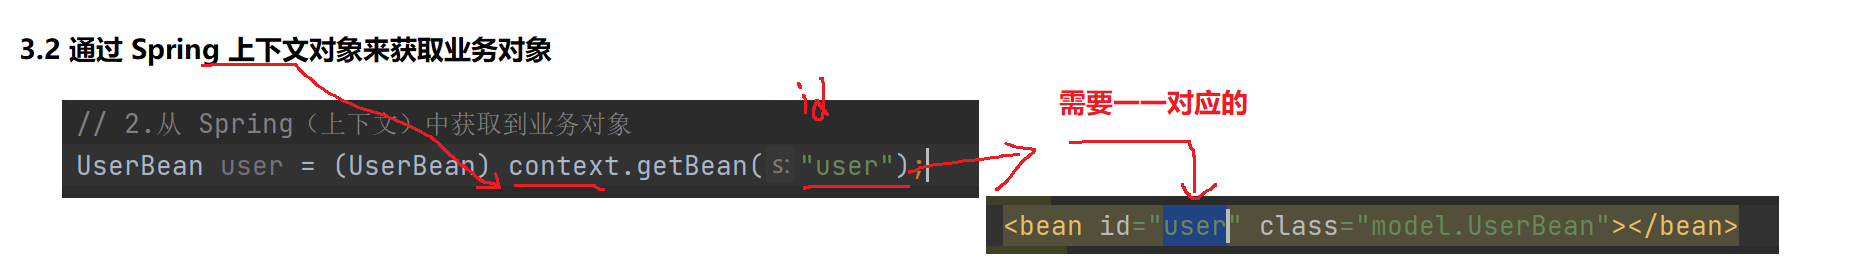 3.2 通过 Spring 上下文对象来获取业务对象
id
需要一一对应的
// 2.从 Spring（上下文）中获取到业务对象
UserBean user = (UserBean) context.getBean( s: "user");
<bean id="user" class="model.UserBean"></bean>